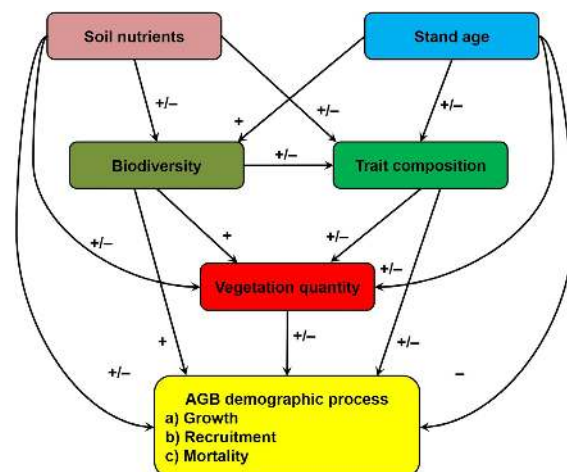 Soil nutrients
Stand age
+/–
+
+/–
+/–
Biodiversity
+/–
Trait composition
+/–
+
+/–
+/–
Vegetation quantity
+
+/–
+/–
+/–
–
AGB demographic process
a) Growth
b) Recruitment
c) Mortality